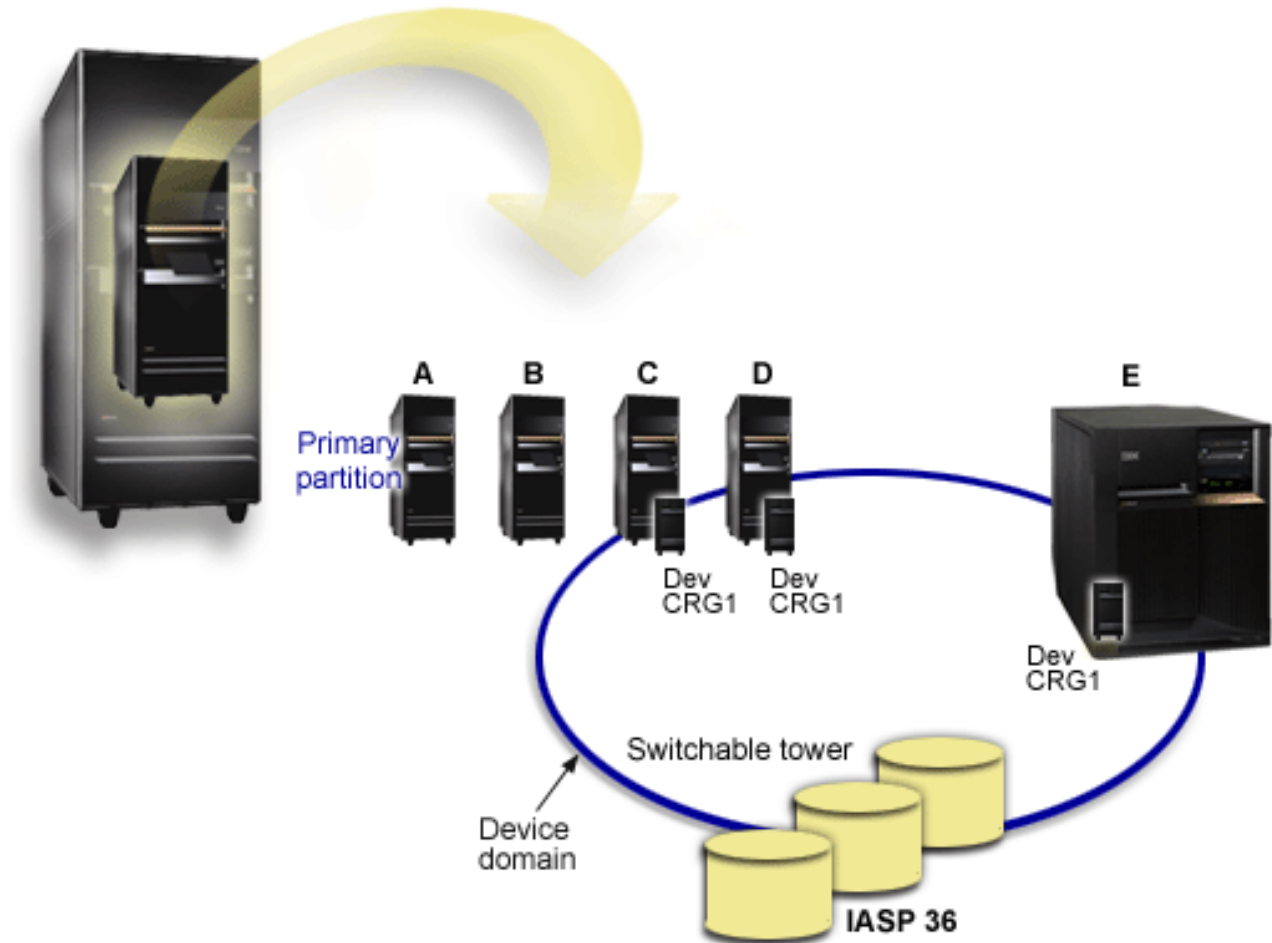 A
B
C
D
E
Primary
partition
Dev
CRG1
Dev
CRG1
IBM
Dev
CRG1
Switchable tower
Device
domain
IASP 36